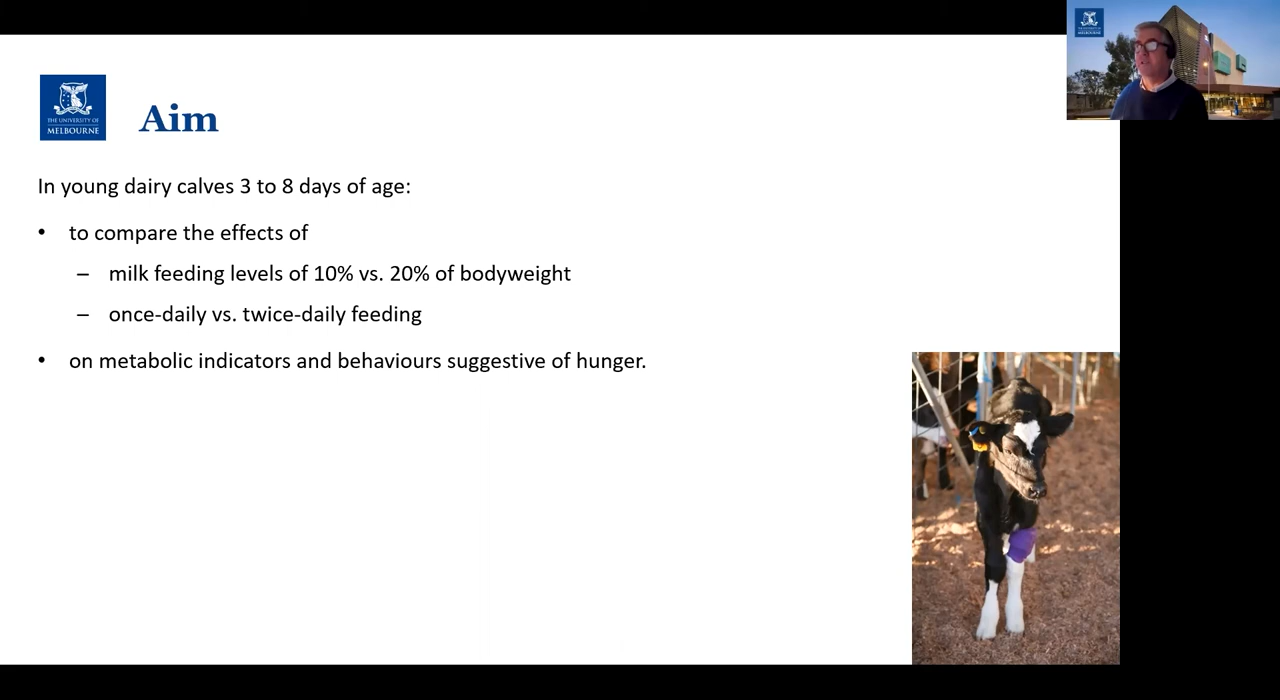 THE UNIVERSITY OF
MELBOURNE
Aim
In young dairy calves 3 to 8 days of age:
• to compare the effects of
– milk feeding levels of 10% vs. 20% of bodyweight
– once-daily vs. twice-daily feeding
• on metabolic indicators and behaviours suggestive of hunger.
MELBOURNE